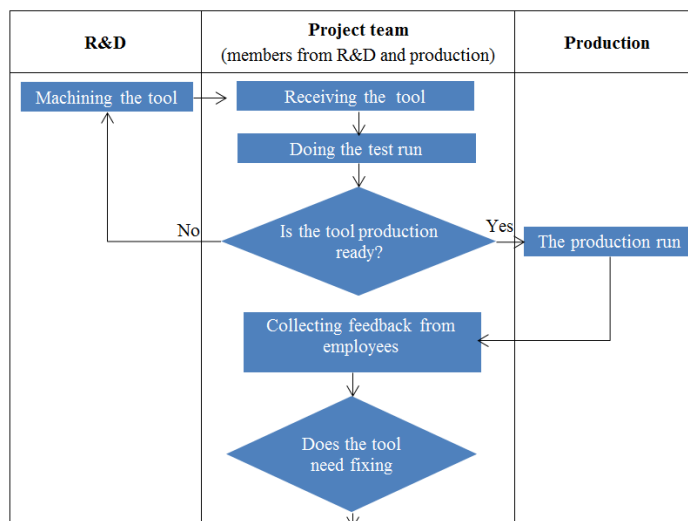 R&D
Project team
(members from R&D and production)
Production
Machining the tool
Receiving the tool
Doing the test run
No
Is the tool production
ready?
Yes
The production run
Collecting feedback from
employees
Does the tool
need fixing